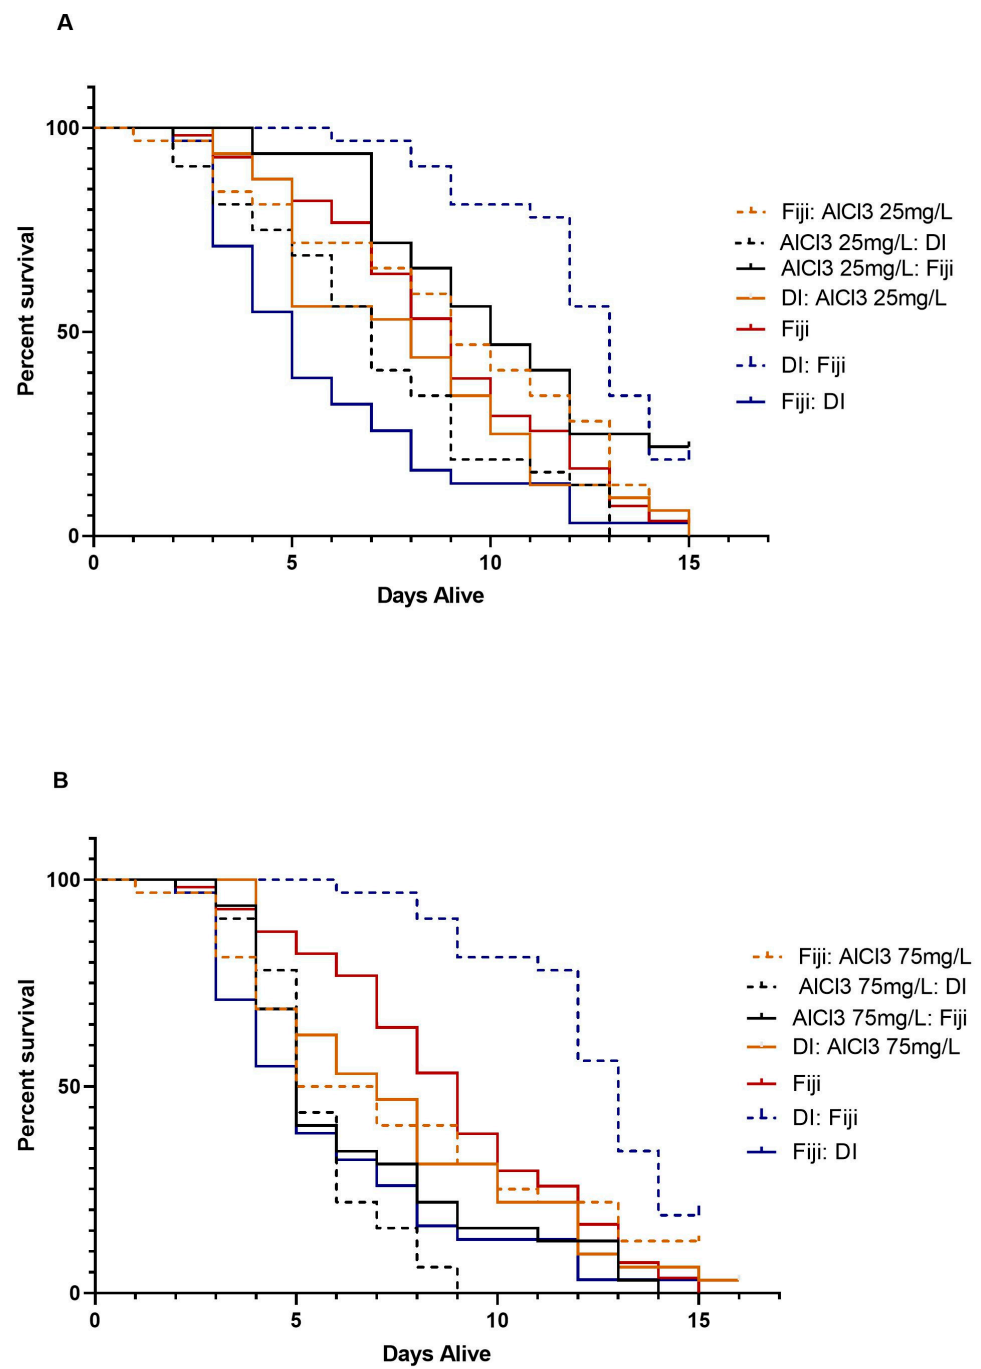 A
Percent survival
100
50
0
0 5 10 15
Days Alive
Fiji: AlCl3 25mg/L
AlCl3 25mg/L: DI
AlCl3 25mg/L: Fiji
DI: AlCl3 25mg/L
Fiji
DI: Fiji
Fiji: DI
B
Percent survival
100
50
0
0 5 10 15
Days Alive
Fiji: AlCl3 75mg/L
AlCl3 75mg/L: DI
AlCl3 75mg/L: Fiji
DI: AlCl3 75mg/L
Fiji
DI: Fiji
Fiji: DI